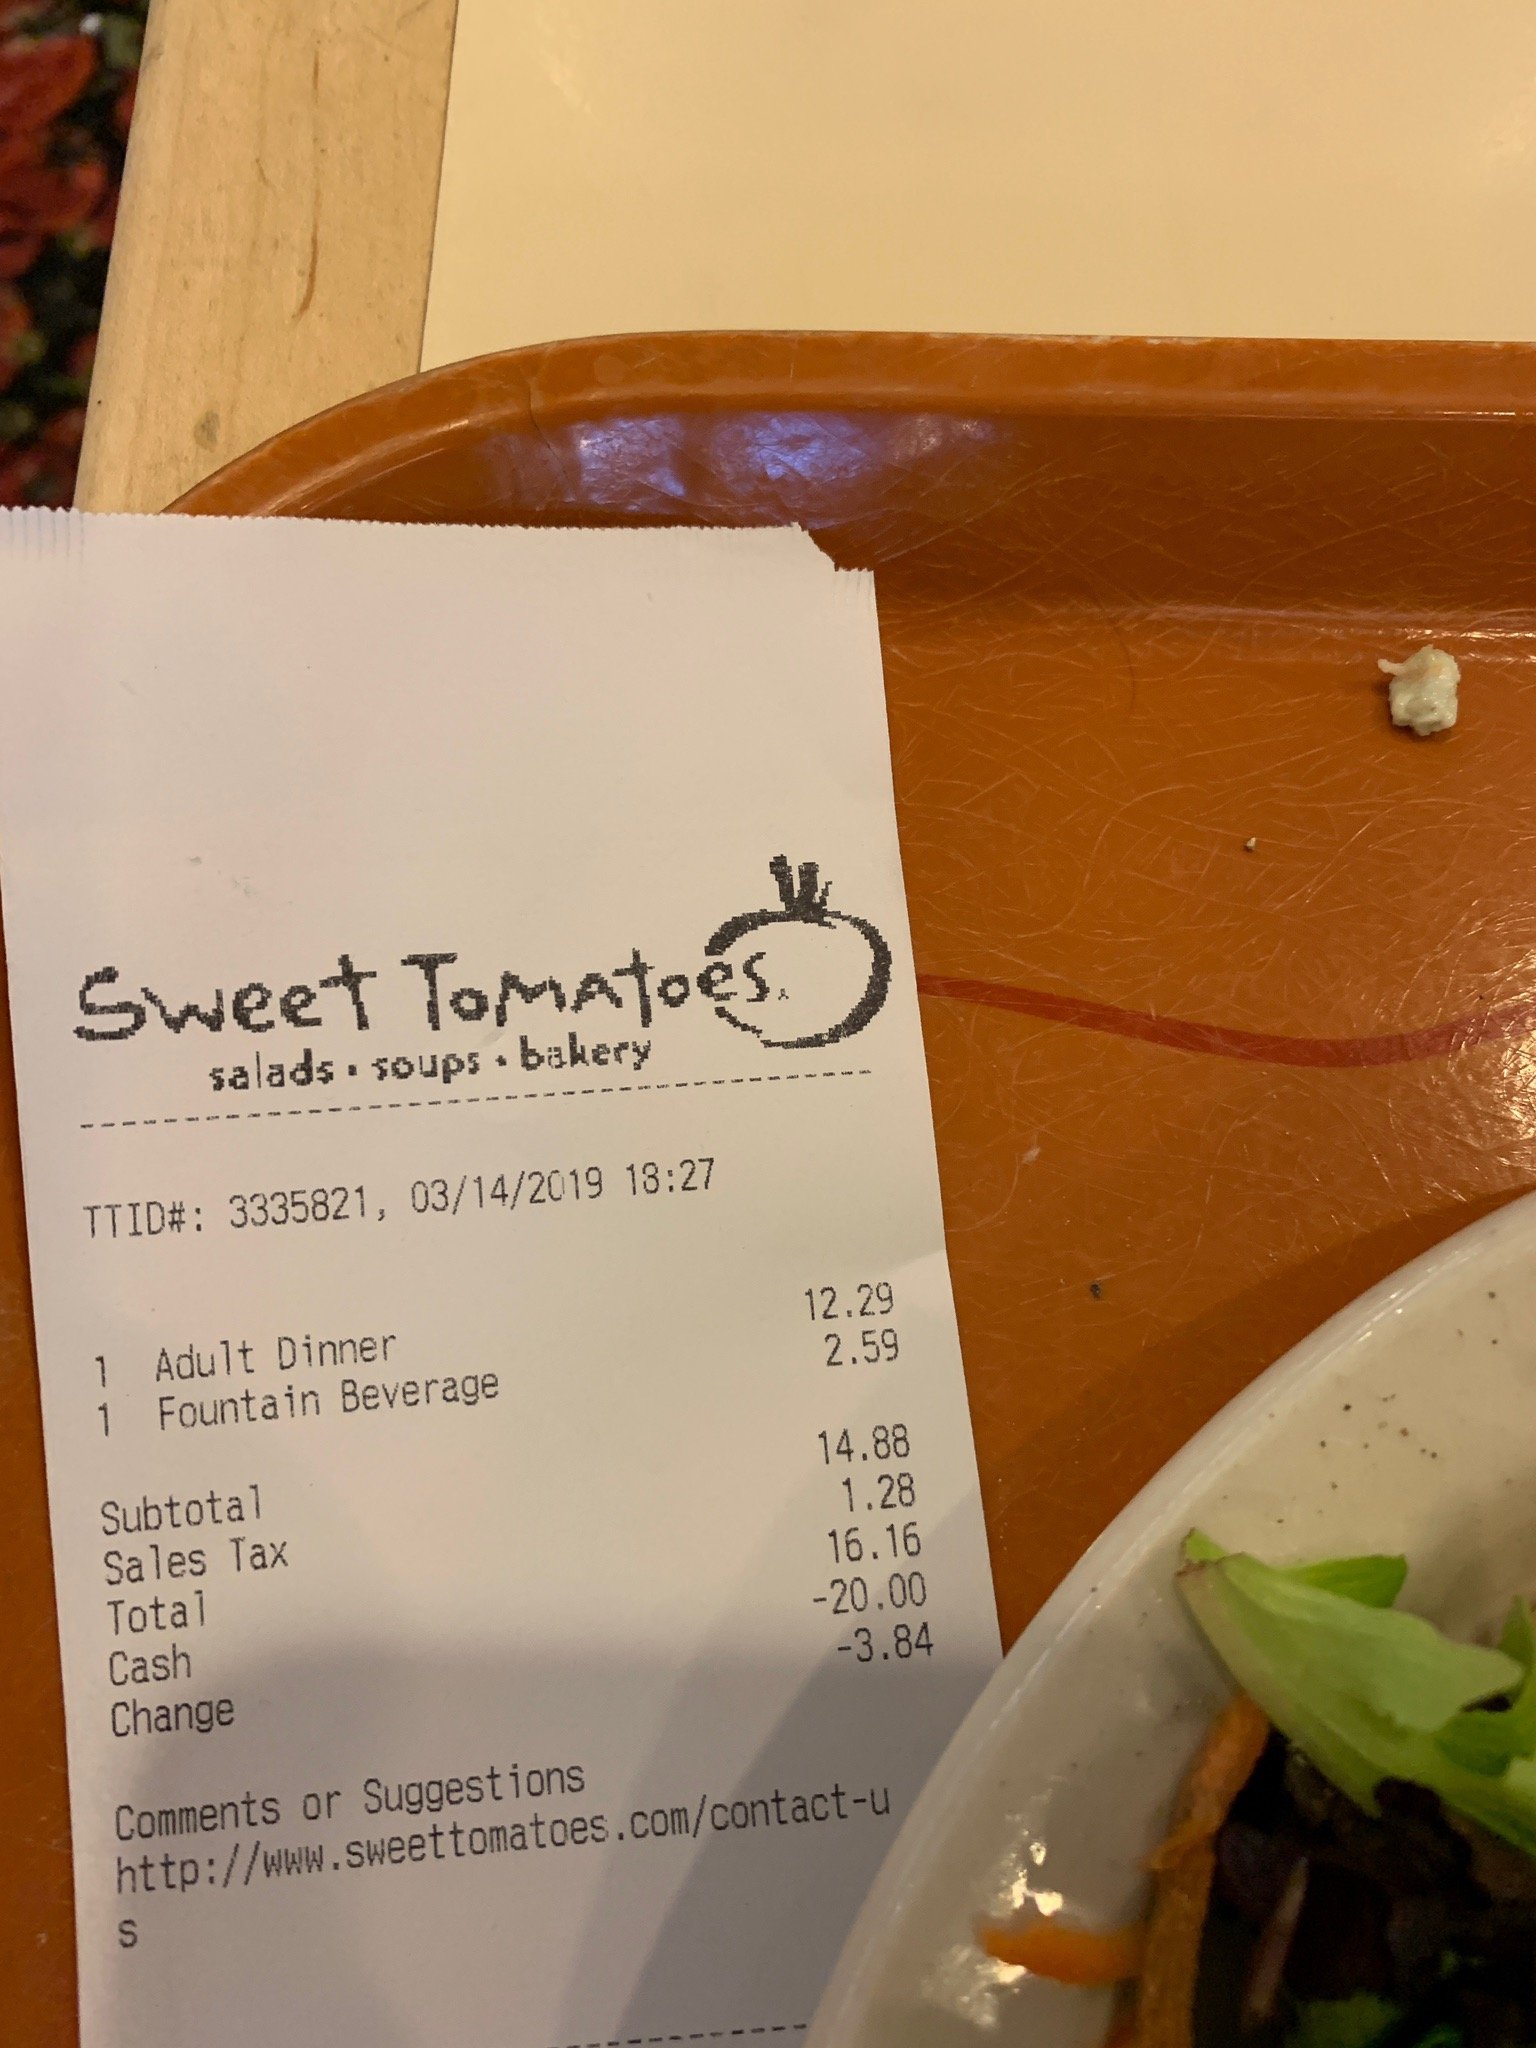 Sweet Tomatoes
salads · soups · bakery
TTID#: 3335821, 03/14/2019 18:27
1 Adult Dinner 12.29
1 Fountain Beverage 2.59
Subtotal 14.88
Sales Tax 1.28
Total 16.16
Cash -20.00
Change -3.84
Comments or Suggestions
http://www.sweettomatoes.com/contact-u
s